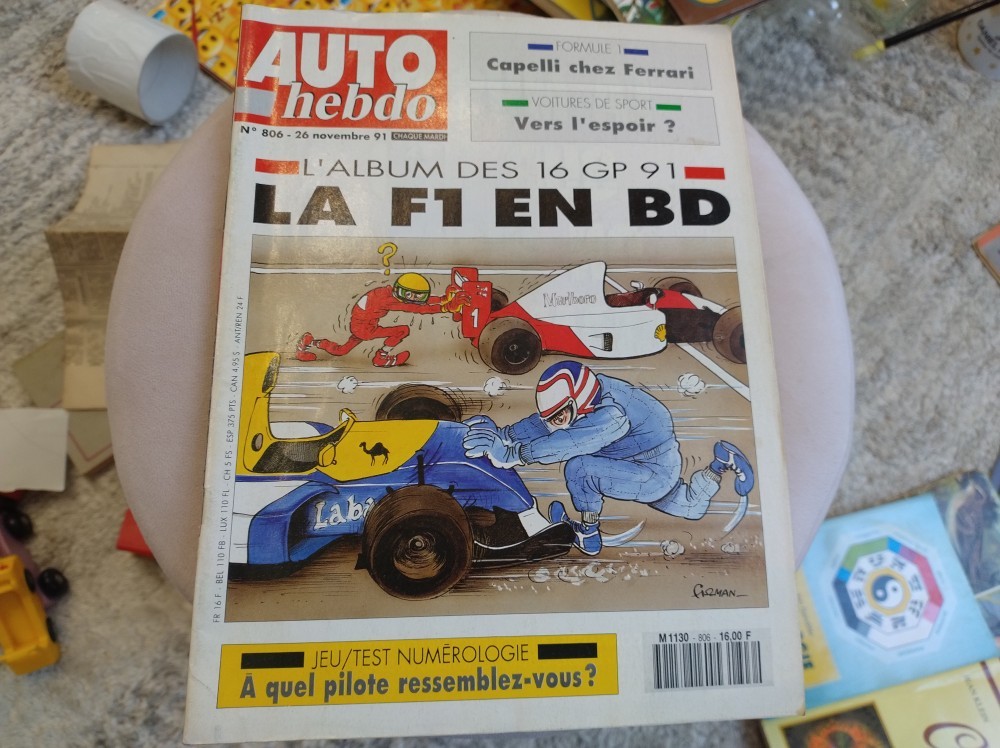 AUTO
hebdo
N° 806 - 26 novembre 91 CHAQUE MARDI
FORMULE 1
Capelli chez Ferrari
VOITURES DE SPORT
Vers l'espoir ?
L'ALBUM DES 16 GP 91
LA F1 EN BD
?
Marlboro
1
Lab
FR 16 F - BEL 110 FB - LUX 110 FL - CH 5 FS - ESP 375 PTS - CAN 4,95 $ - ANT/REN 24 F
JEU/TEST NUMÉROLOGIE
À quel pilote ressemblez-vous?
M 1130 - 806 - 16,00 F